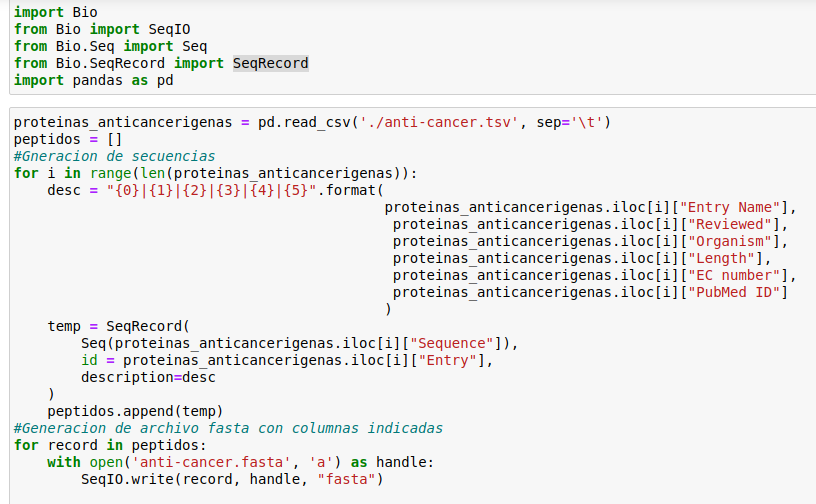 import Bio
from Bio import SeqIO
from Bio.Seq import Seq
from Bio.SeqRecord import SeqRecord
import pandas as pd
proteinas_anticancerigenas = pd.read_csv('./anti-cancer.tsv', sep='\t')
peptidos = []
#Gneracion de secuencias
for i in range(len(proteinas_anticancerigenas)):
    desc = "{0}|{1}|{2}|{3}|{4}|{5}".format(
                                            proteinas_anticancerigenas.iloc[i]["Entry Name"],
                                             proteinas_anticancerigenas.iloc[i]["Reviewed"],
                                             proteinas_anticancerigenas.iloc[i]["Organism"],
                                             proteinas_anticancerigenas.iloc[i]["Length"],
                                             proteinas_anticancerigenas.iloc[i]["EC number"],
                                             proteinas_anticancerigenas.iloc[i]["PubMed ID"]
                                            )
    temp = SeqRecord(
        Seq(proteinas_anticancerigenas.iloc[i]["Sequence"]),
        id = proteinas_anticancerigenas.iloc[i]["Entry"],
        description=desc
    )
    peptidos.append(temp)
#Generacion de archivo fasta con columnas indicadas
for record in peptidos:
    with open('anti-cancer.fasta', 'a') as handle:
        SeqIO.write(record, handle, "fasta")